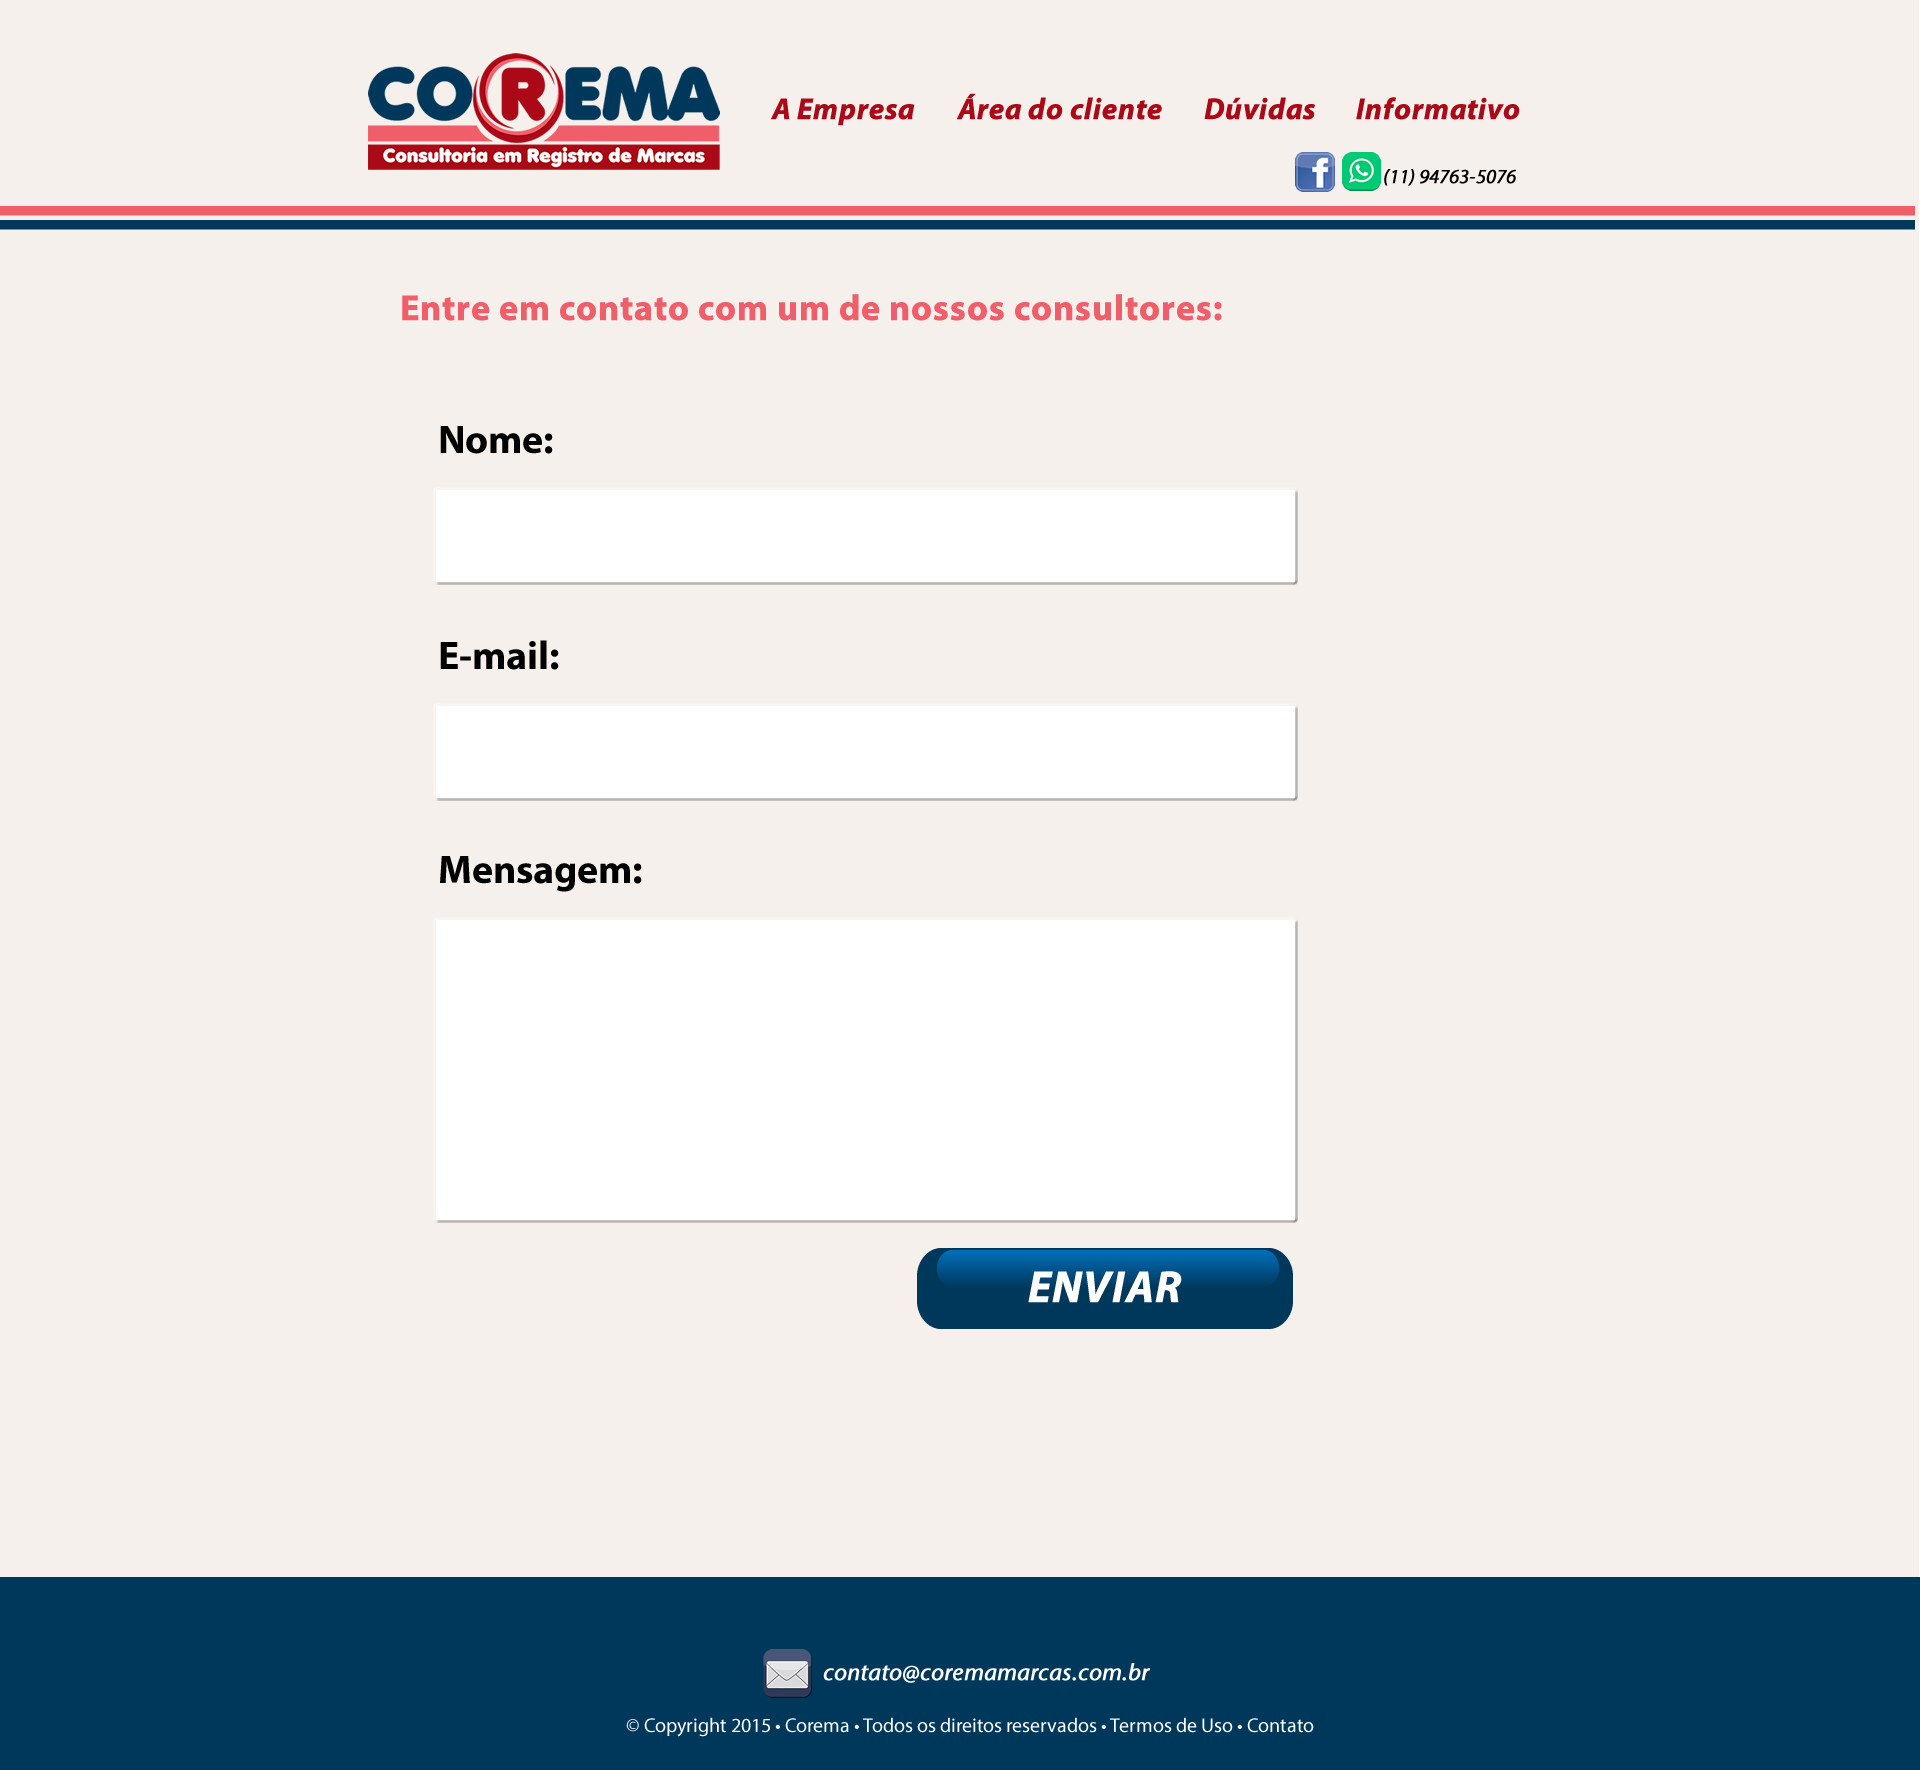 COREMA
Consultoria em Registro de Marcas
A Empresa Área do cliente Dúvidas Informativo
(11) 94763-5076
Entre em contato com um de nossos consultores:
Nome:
E-mail:
Mensagem:
ENVIAR
contato@coremamarcas.com.br
© Copyright 2015 • Corema • Todos os direitos reservados • Termos de Uso • Contato